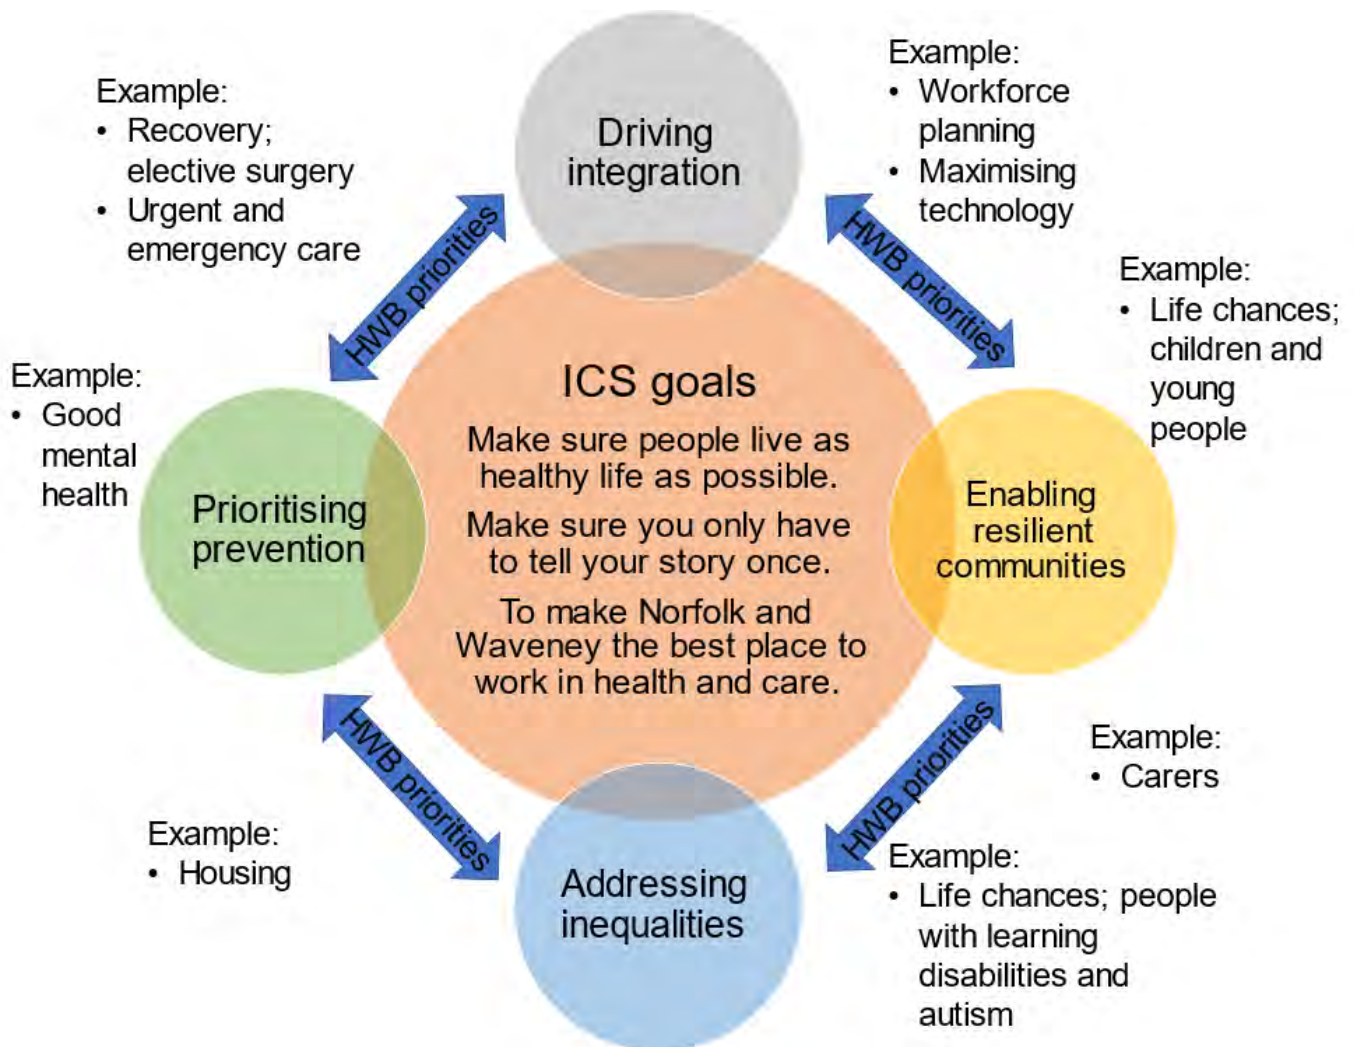 Example:
• Recovery;
elective surgery
• Urgent and
emergency care
Driving
integration
Example:
• Workforce
planning
• Maximising
technology
HWB priorities
HWB priorities
Example:
• Life chances;
children and
young
people
Example:
• Good
mental
health
ICS goals
Make sure people live as
healthy life as possible.
Make sure you only have
to tell your story once.
To make Norfolk and
Waveney the best place to
work in health and care.
Prioritising
prevention
Enabling
resilient
communities
HWB priorities
HWB priorities
Example:
• Carers
Example:
• Housing
Addressing
inequalities
Example:
• Life chances; people
with learning
disabilities and
autism